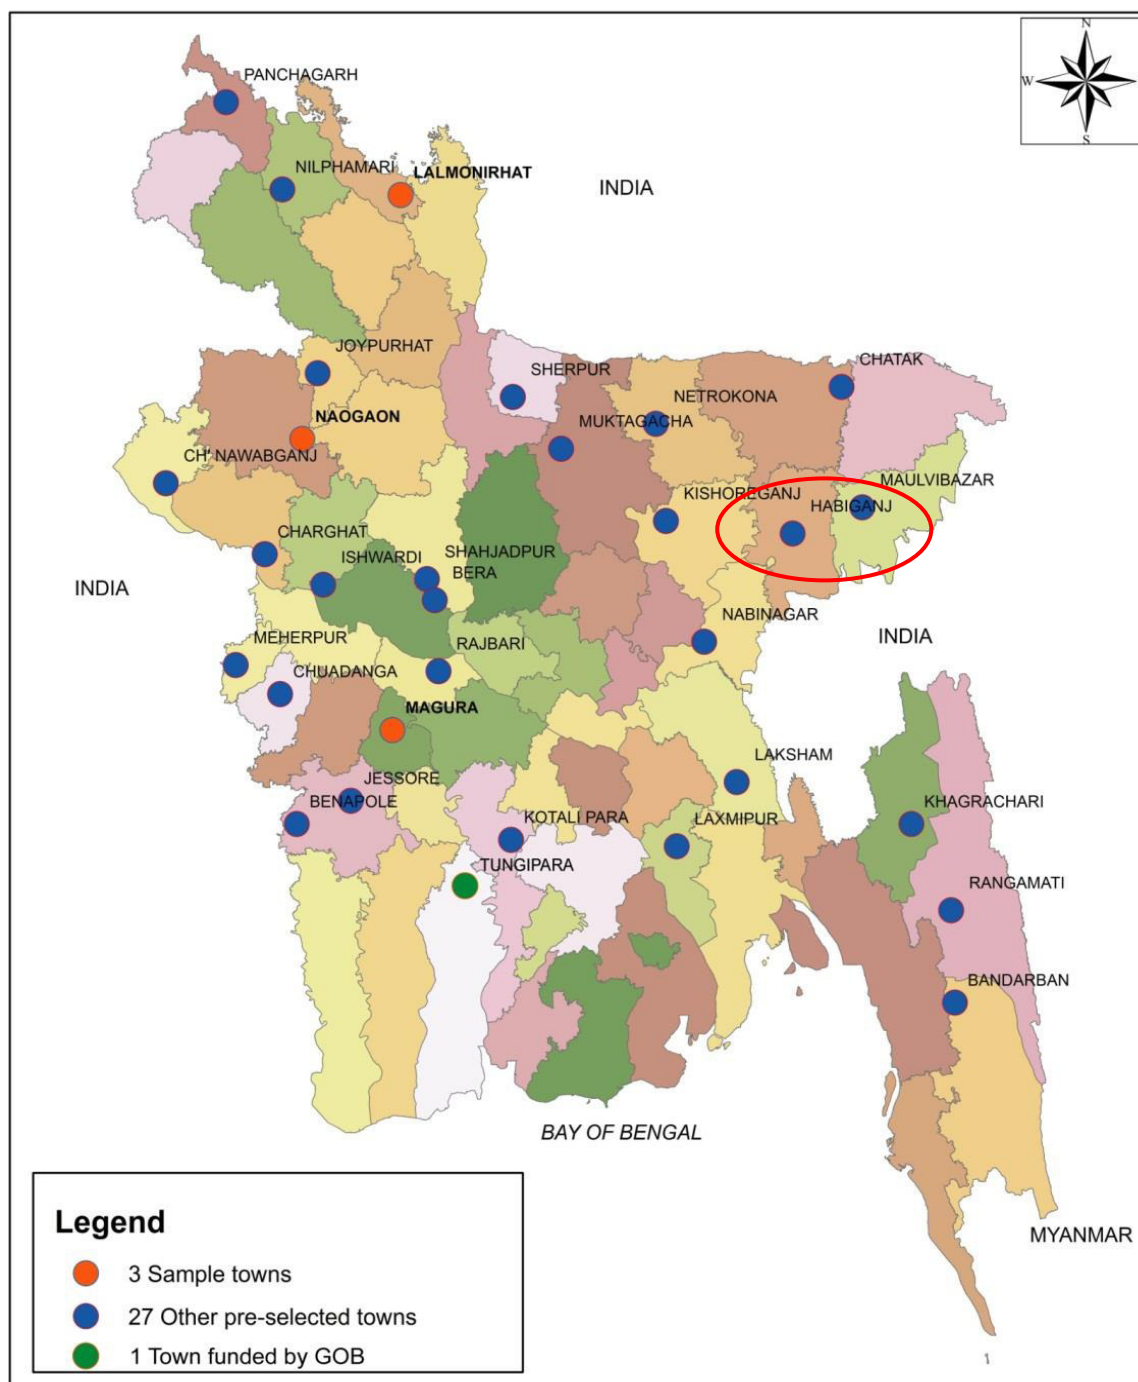 N
W
S
PANCHAGARH
NILPHAMARI
LALMONIRHAT
INDIA
JOYPURHAT
SHERPUR
CHATAK
NETROKONA
NAOGAON
MUKTAGACHA
CH' NAWABGANJ
KISHOREGANJ
MAULVIBAZAR
HABIGANJ
CHARGHAT
ISHWARDI
SHAHJADPUR
BERA
INDIA
NABINAGAR
MEHERPUR
RAJBARI
INDIA
CHUADANGA
MAGURA
LAKSHAM
JESSORE
BENAPOLE
KHAGRACHARI
KOTALI PARA
LAXMIPUR
TUNGIPARA
RANGAMATI
BANDARBAN
BAY OF BENGAL
MYANMAR
Legend
3 Sample towns
27 Other pre-selected towns
1 Town funded by GOB
1